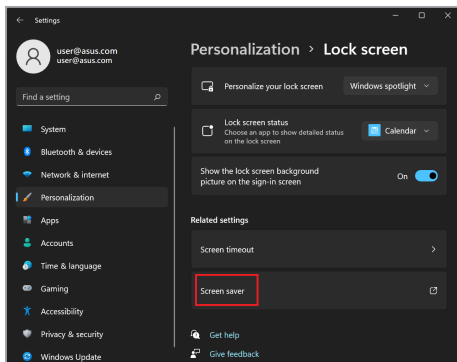 Settings
user@asus.com
user@asus.com
Find a setting
System
Bluetooth & devices
Network & internet
Personalization
Apps
Accounts
Time & language
Gaming
Accessibility
Privacy & security
Windows Update
Personalization > Lock screen
Personalize your lock screen
Windows spotlight
Lock screen status
Choose an app to show detailed status
on the lock screen
Calendar
Show the lock screen background
picture on the sign-in screen
On
Related settings
Screen timeout
Screen saver
Get help
Give feedback